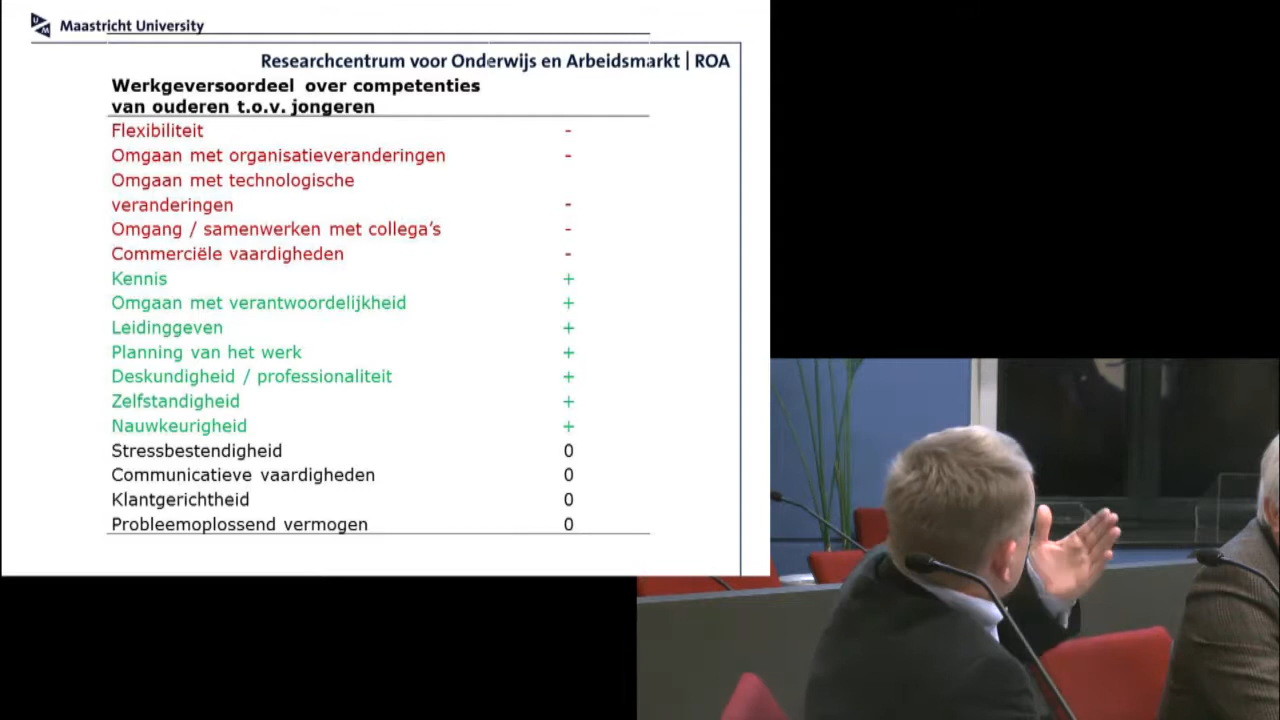 UM Maastricht University
Researchcentrum voor Onderwijs en Arbeidsmarkt | ROA
Werkgeversoordeel over competenties
van ouderen t.o.v. jongeren
Flexibiliteit -
Omgaan met organisatieveranderingen -
Omgaan met technologische
veranderingen -
Omgang / samenwerken met collega’s -
Commerciële vaardigheden -
Kennis +
Omgaan met verantwoordelijkheid +
Leidinggeven +
Planning van het werk +
Deskundigheid / professionaliteit +
Zelfstandigheid +
Nauwkeurigheid +
Stressbestendigheid 0
Communicatieve vaardigheden 0
Klantgerichtheid 0
Probleemoplossend vermogen 0